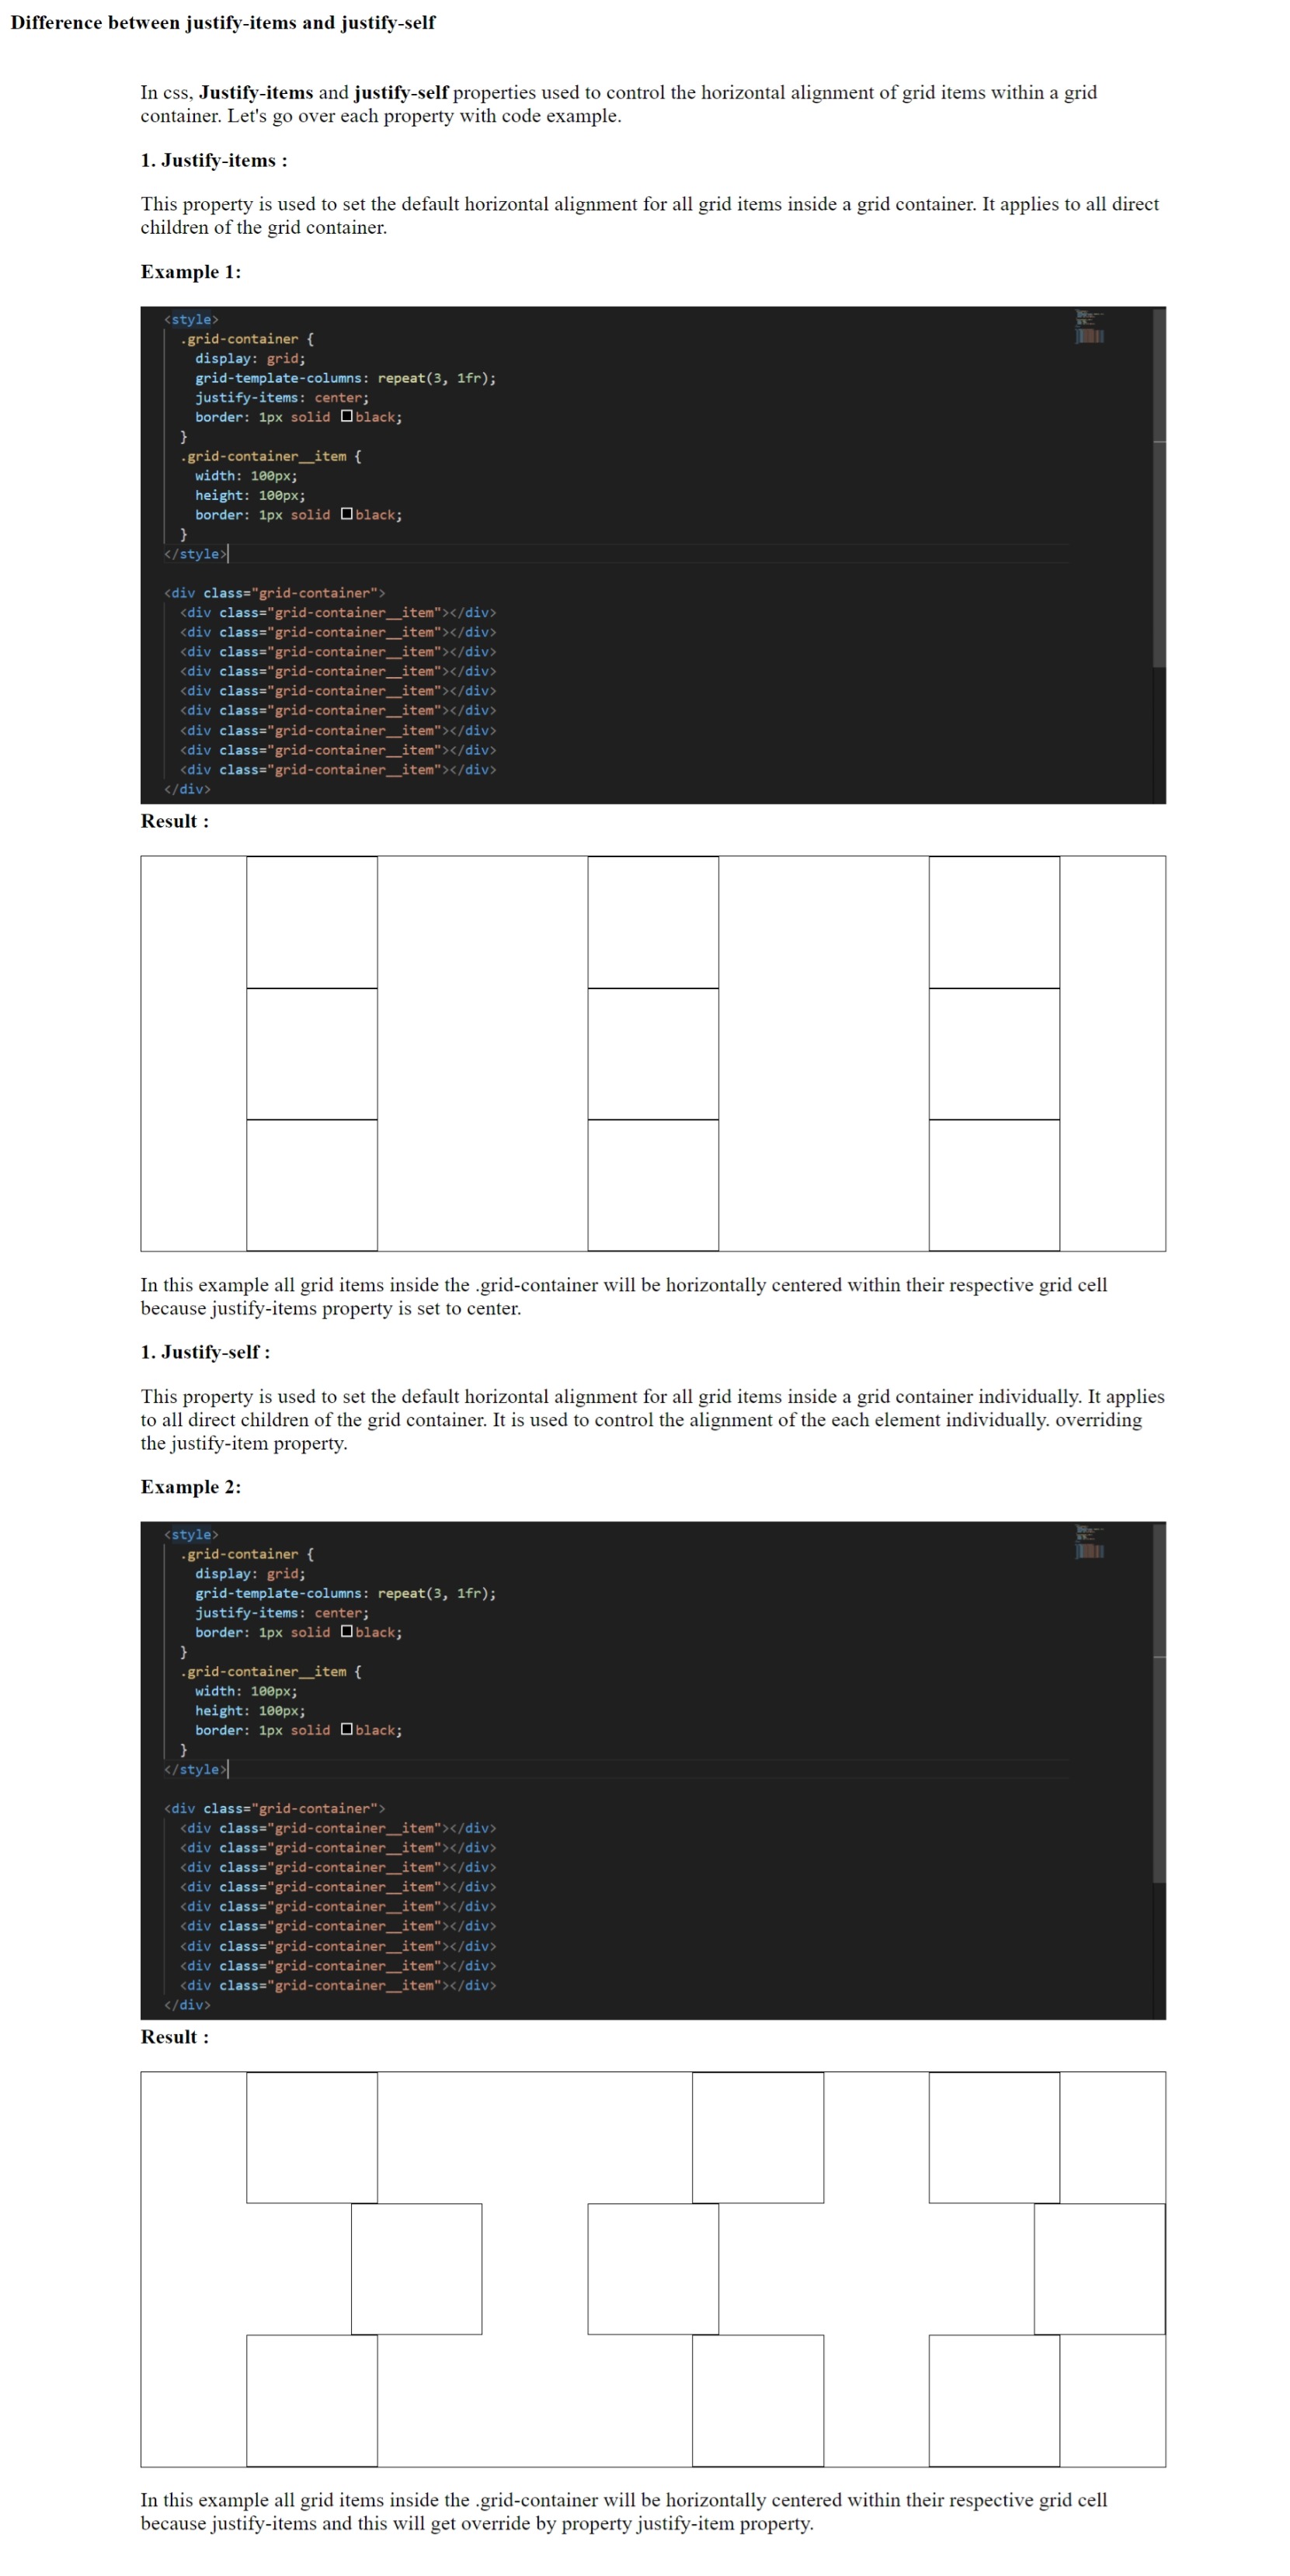 Difference between justify-items and justify-self
In css, Justify-items and justify-self properties used to control the horizontal alignment of grid items within a grid
container. Let's go over each property with code example.
1. Justify-items :
This property is used to set the default horizontal alignment for all grid items inside a grid container. It applies to all direct
children of the grid container.
Example 1:
<style>
.grid-container {
display: grid;
grid-template-columns: repeat(3, 1fr);
justify-items: center;
border: 1px solid black;
}
.grid-container__item {
width: 100px;
height: 100px;
border: 1px solid black;
}
</style>
<div class="grid-container">
<div class="grid-container__item"></div>
<div class="grid-container__item"></div>
<div class="grid-container__item"></div>
<div class="grid-container__item"></div>
<div class="grid-container__item"></div>
<div class="grid-container__item"></div>
<div class="grid-container__item"></div>
<div class="grid-container__item"></div>
<div class="grid-container__item"></div>
</div>
Result :
In this example all grid items inside the .grid-container will be horizontally centered within their respective grid cell
because justify-items property is set to center.
1. Justify-self :
This property is used to set the default horizontal alignment for all grid items inside a grid container individually. It applies
to all direct children of the grid container. It is used to control the alignment of the each element individually. overriding
the justify-item property.
Example 2:
<style>
.grid-container {
display: grid;
grid-template-columns: repeat(3, 1fr);
justify-items: center;
border: 1px solid black;
}
.grid-container__item {
width: 100px;
height: 100px;
border: 1px solid black;
}
</style>
<div class="grid-container">
<div class="grid-container__item"></div>
<div class="grid-container__item"></div>
<div class="grid-container__item"></div>
<div class="grid-container__item"></div>
<div class="grid-container__item"></div>
<div class="grid-container__item"></div>
<div class="grid-container__item"></div>
<div class="grid-container__item"></div>
<div class="grid-container__item"></div>
</div>
Result :
In this example all grid items inside the .grid-container will be horizontally centered within their respective grid cell
because justify-items and this will get override by property justify-item property.